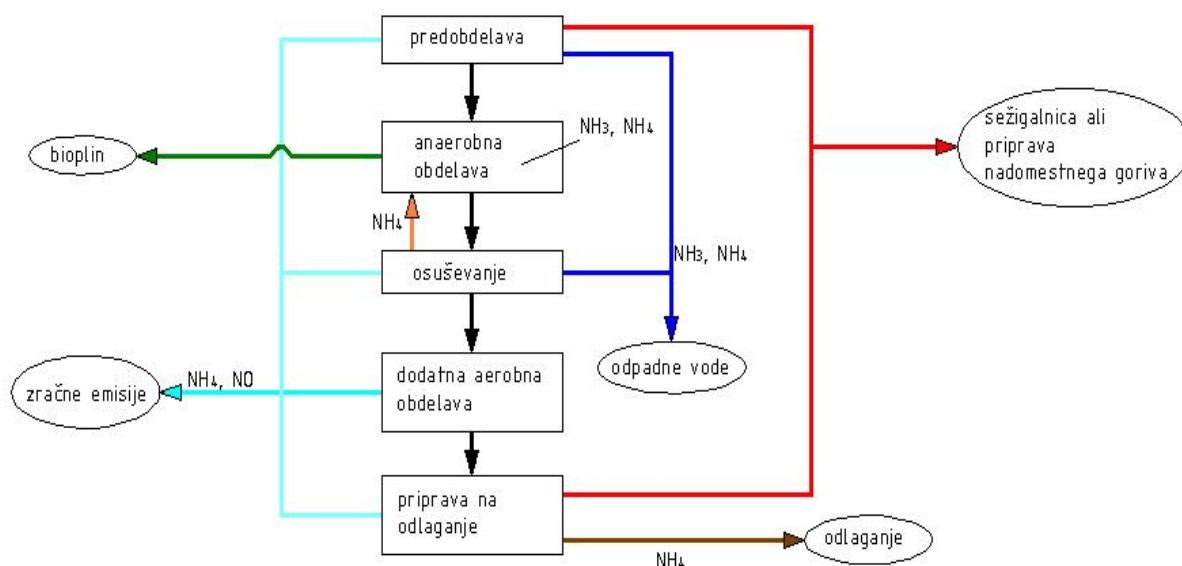 predobdelava
NH₃, NH₄
anaerobna
obdelava
bioplin
sežigalnica ali
priprava
nadomestnega goriva
NH₄
NH₃, NH₄
osuševanje
odpadne vode
dodatna aerobna
obdelava
NH₄, NO
zračne emisije
priprava na
odlaganje
odlaganje
NH₄